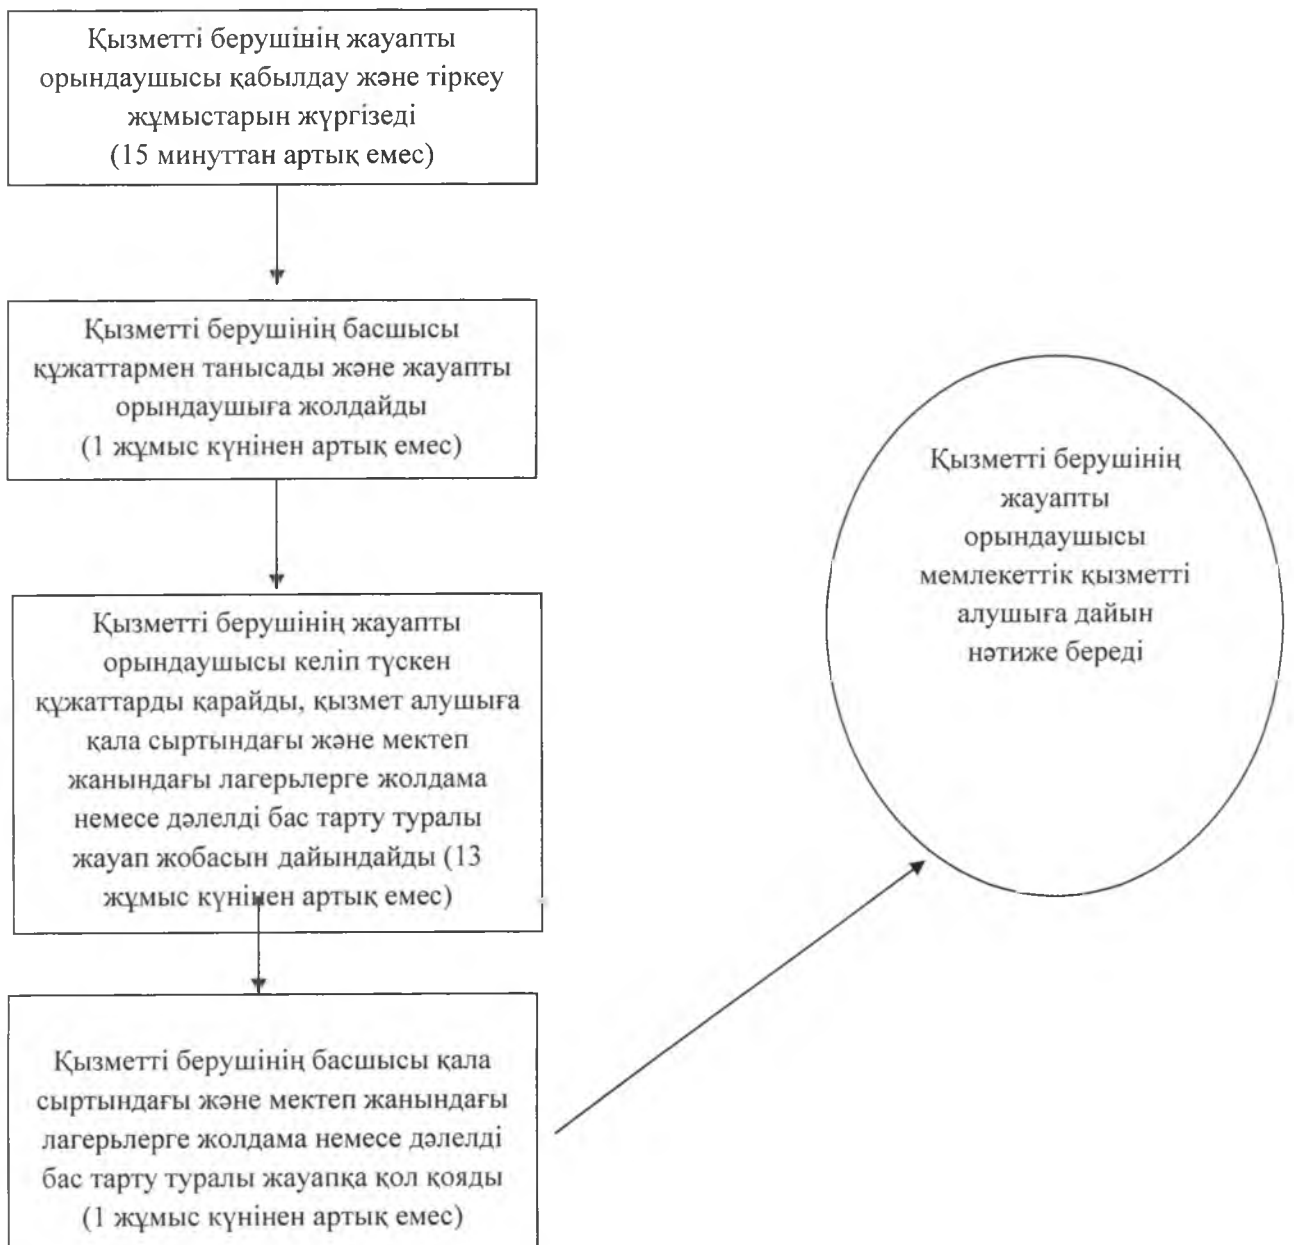 Қызметті берушінің жауапты
орындаушысы қабылдау және тіркеу
жұмыстарын жүргізеді
(15 минуттан артық емес)
Қызметті берушінің басшысы
құжаттармен танысады және жауапты
орындаушыға жолдайды
(1 жұмыс күнінен артық емес)
Қызметті берушінің жауапты
орындаушысы келіп түскен
құжаттарды қарайды, қызмет алушыға
қала сыртындағы және мектеп
жанындағы лагерьлерге жолдама
немесе дәлелді бас тарту туралы
жауап жобасын дайындайды (13
жұмыс күнінен артық емес)
Қызметті берушінің басшысы қала
сыртындағы және мектеп жанындағы
лагерьлерге жолдама немесе дәлелді
бас тарту туралы жауапқа қол қояды
(1 жұмыс күнінен артық емес)
Қызметті берушінің
жауапты
орындаушысы
мемлекеттік қызметті
алушыға дайын
нәтиже береді